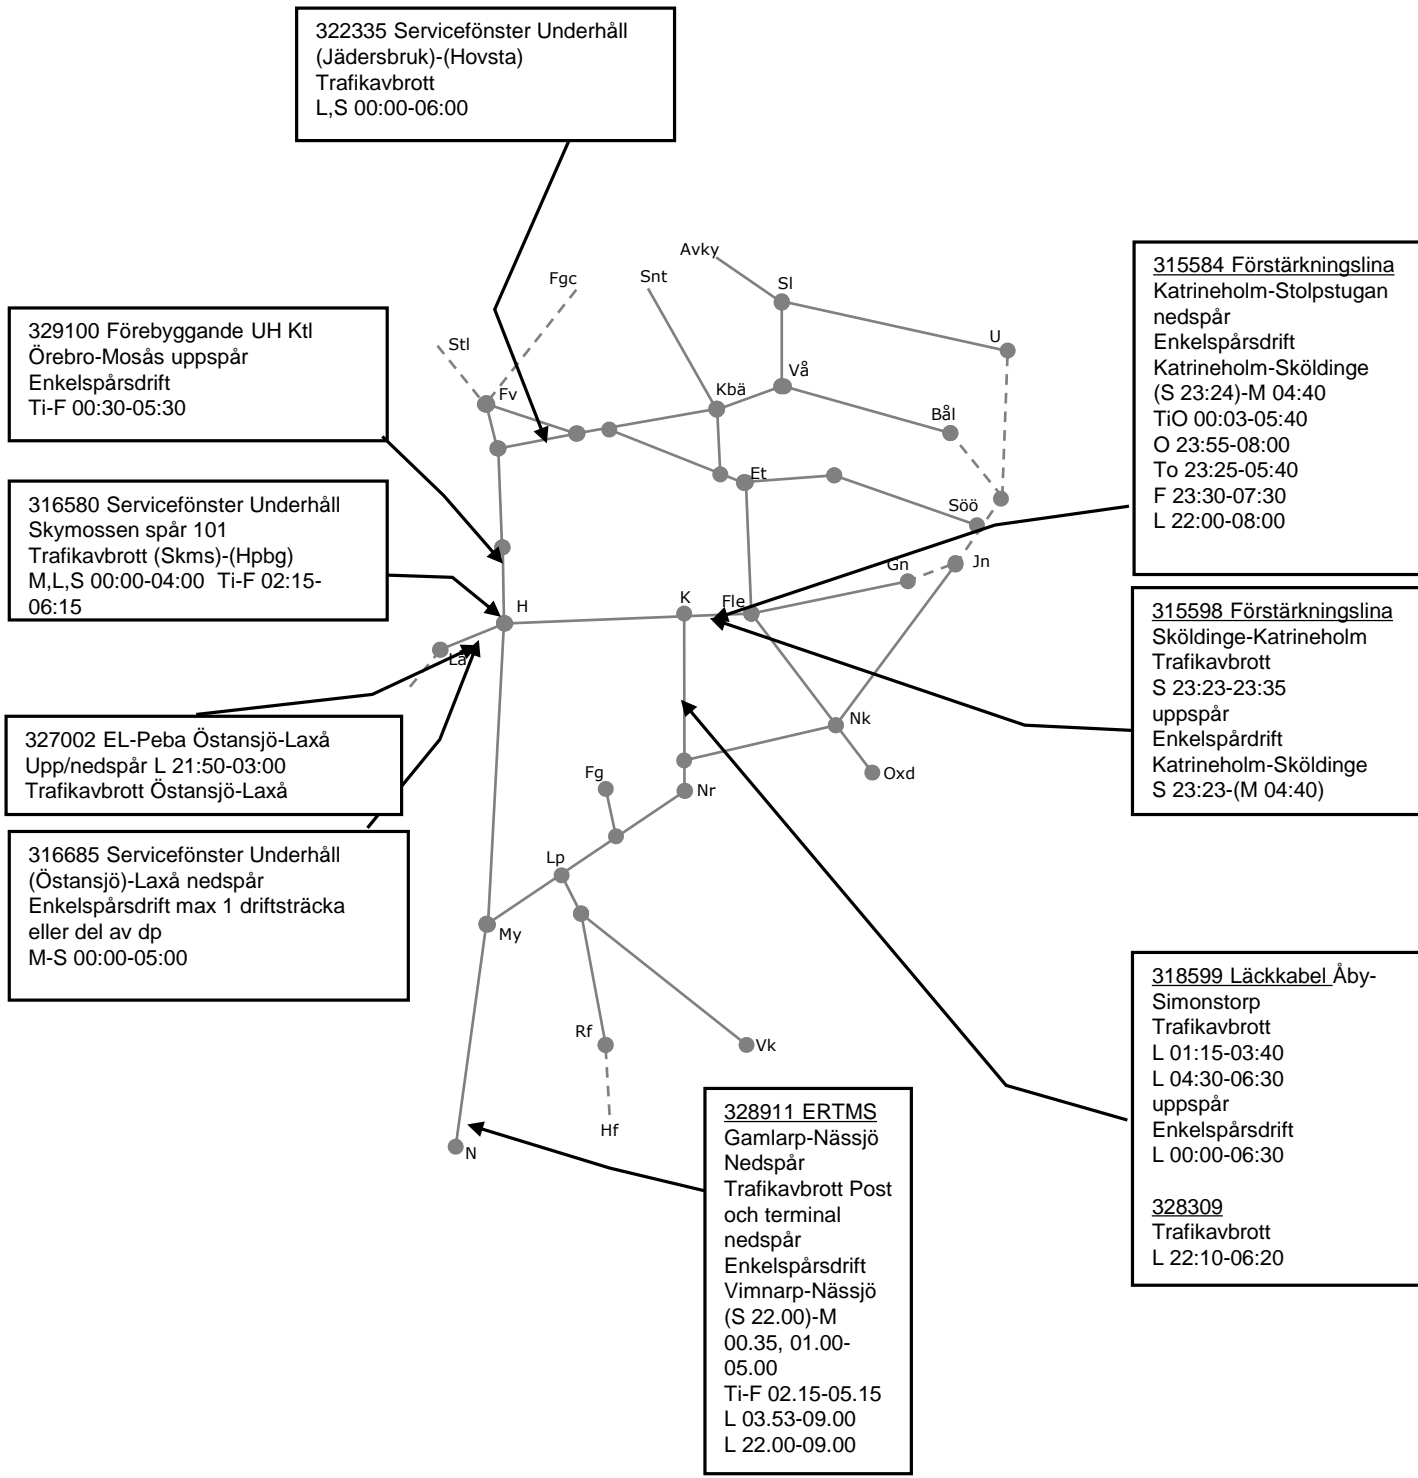 322335 Servicefönster Underhåll
(Jädersbruk)-(Hovsta)
Trafikavbrott
L,S 00:00-06:00
329100 Förebyggande UH Ktl
Örebro-Mosås uppspår
Enkelspårsdrift
Ti-F 00:30-05:30
316580 Servicefönster Underhåll
Skymossen spår 101
Trafikavbrott (Skms)-(Hpbg)
M,L,S 00:00-04:00  Ti-F 02:15-
06:15
327002 EL-Peba Östansjö-Laxå
Upp/nedspår L 21:50-03:00
Trafikavbrott Östansjö-Laxå
316685 Servicefönster Underhåll
(Östansjö)-Laxå nedspår
Enkelspårsdrift max 1 driftsträcka
eller del av dp
M-S 00:00-05:00
Avky
Snt
Fgc
Sl
Stl
U
Vå
Kbä
Fv
Bål
Et
Söö
Jn
Gn
K
Fle
H
Lå
Nk
Oxd
Fg
Nr
Lp
My
Rf
Vk
Hf
N
315584 Förstärkningslina
Katrineholm-Stolpstugan
nedspår
Enkelspårsdrift
Katrineholm-Sköldinge
(S 23:24)-M 04:40
TiO 00:03-05:40
O 23:55-08:00
To 23:25-05:40
F 23:30-07:30
L 22:00-08:00
315598 Förstärkningslina
Sköldinge-Katrineholm
Trafikavbrott
S 23:23-23:35
uppspår
Enkelspårdrift
Katrineholm-Sköldinge
S 23:23-(M 04:40)
318599 Läckkabel Åby-
Simonstorp
Trafikavbrott
L 01:15-03:40
L 04:30-06:30
uppspår
Enkelspårsdrift
L 00:00-06:30
328309
Trafikavbrott
L 22:10-06:20
328911 ERTMS
Gamlarp-Nässjö
Nedspår
Trafikavbrott Post
och terminal
nedspår
Enkelspårsdrift
Vimnarp-Nässjö
(S 22.00)-M
00.35, 01.00-
05.00
Ti-F 02.15-05.15
L 03.53-09.00
L 22.00-09.00